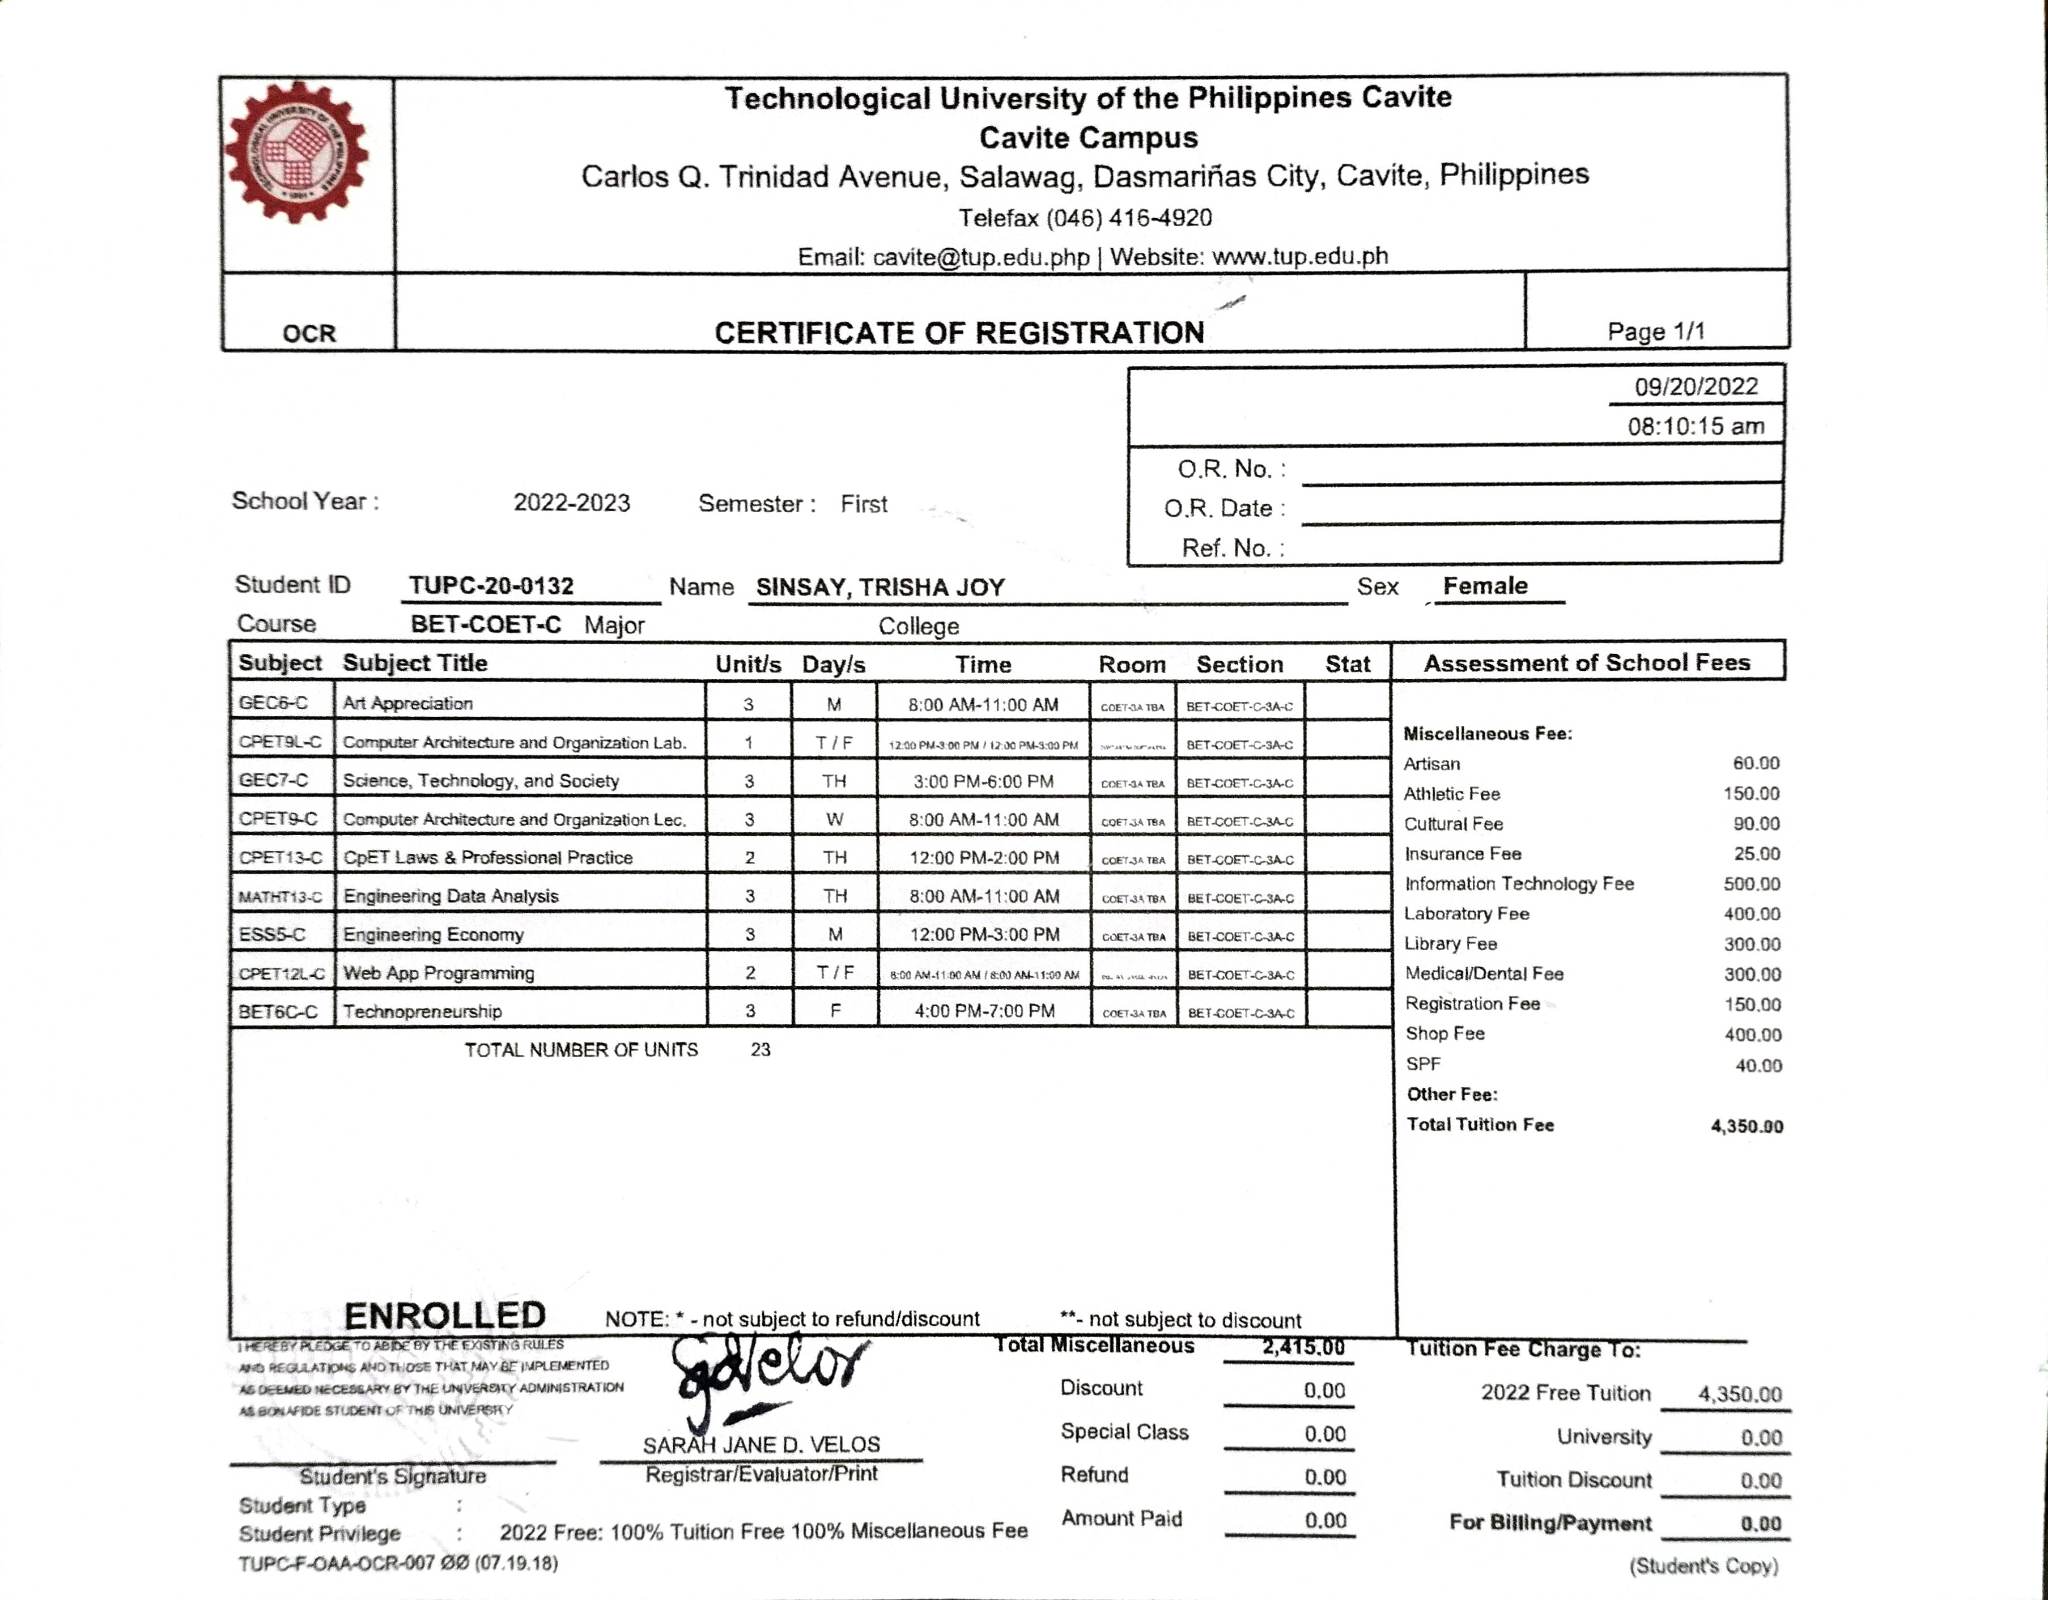 Technological University of the Philippines Cavite
Cavite Campus
Carlos Q. Trinidad Avenue, Salawag, Dasmariñas City, Cavite, Philippines
Telefax (046) 416-4920
Email: cavite@tup.edu.php | Website: www.tup.edu.ph
TECHNOLOGICAL UNIVERSITY OF THE PHILIPPINES
OCR CERTIFICATE OF REGISTRATION Page 1/1
09/20/2022
08:10:15 am
O.R. No. :
School Year : 2022-2023 Semester : First O.R. Date :
Ref. No. :
Student ID TUPC-20-0132 Name SINSAY, TRISHA JOY Sex Female
Course BET-COET-C Major College
Subject Subject Title Unit/s Day/s Time Room Section Stat Assessment of School Fees
GEC6-C Art Appreciation 3 M 8:00 AM-11:00 AM COET-3A TBA BET-COET-C-3A-C
CPET9L-C Computer Architecture and Organization Lab. 1 T / F 12:00 PM-3:00 PM / 12:00 PM-3:00 PM BET-COET-C-3A-C
GEC7-C Science, Technology, and Society 3 TH 3:00 PM-6:00 PM COET-3A TBA BET-COET-C-3A-C
CPET9-C Computer Architecture and Organization Lec. 3 W 8:00 AM-11:00 AM COET-3A TBA BET-COET-C-3A-C
CPET13-C CpET Laws & Professional Practice 2 TH 12:00 PM-2:00 PM COET-3A TBA BET-COET-C-3A-C
MATHT13-C Engineering Data Analysis 3 TH 8:00 AM-11:00 AM COET-3A TBA BET-COET-C-3A-C
ESS5-C Engineering Economy 3 M 12:00 PM-3:00 PM COET-3A TBA BET-COET-C-3A-C
CPET12L-C Web App Programming 2 T / F 8:00 AM-11:00 AM / 8:00 AM-11:00 AM BET-COET-C-3A-C
BET6C-C Technopreneurship 3 F 4:00 PM-7:00 PM COET-3A TBA BET-COET-C-3A-C
TOTAL NUMBER OF UNITS 23
Miscellaneous Fee:
Artisan 60.00
Athletic Fee 150.00
Cultural Fee 90.00
Insurance Fee 25.00
Information Technology Fee 500.00
Laboratory Fee 400.00
Library Fee 300.00
Medical/Dental Fee 300.00
Registration Fee 150.00
Shop Fee 400.00
SPF 40.00
Other Fee:
Total Tuition Fee 4,350.00
ENROLLED NOTE: * - not subject to refund/discount **- not subject to discount
I HEREBY PLEDGE TO ABIDE BY THE EXISTING RULES
AND REGULATIONS AND THOSE THAT MAY BE IMPLEMENTED
AS DEEMED NECESSARY BY THE UNIVERSITY ADMINISTRATION
AS BONAFIDE STUDENT OF THIS UNIVERSITY
Student's Signature
SJDVelos
SARAH JANE D. VELOS
Registrar/Evaluator/Print
Total Miscellaneous 2,415.00
Discount 0.00
Special Class 0.00
Refund 0.00
Amount Paid 0.00
Tuition Fee Charge To:
2022 Free Tuition 4,350.00
University 0.00
Tuition Discount 0.00
For Billing/Payment 0.00
Student Type :
Student Privilege : 2022 Free: 100% Tuition Free 100% Miscellaneous Fee
TUPC-F-OAA-OCR-007 ØØ (07.19.18)
(Student's Copy)